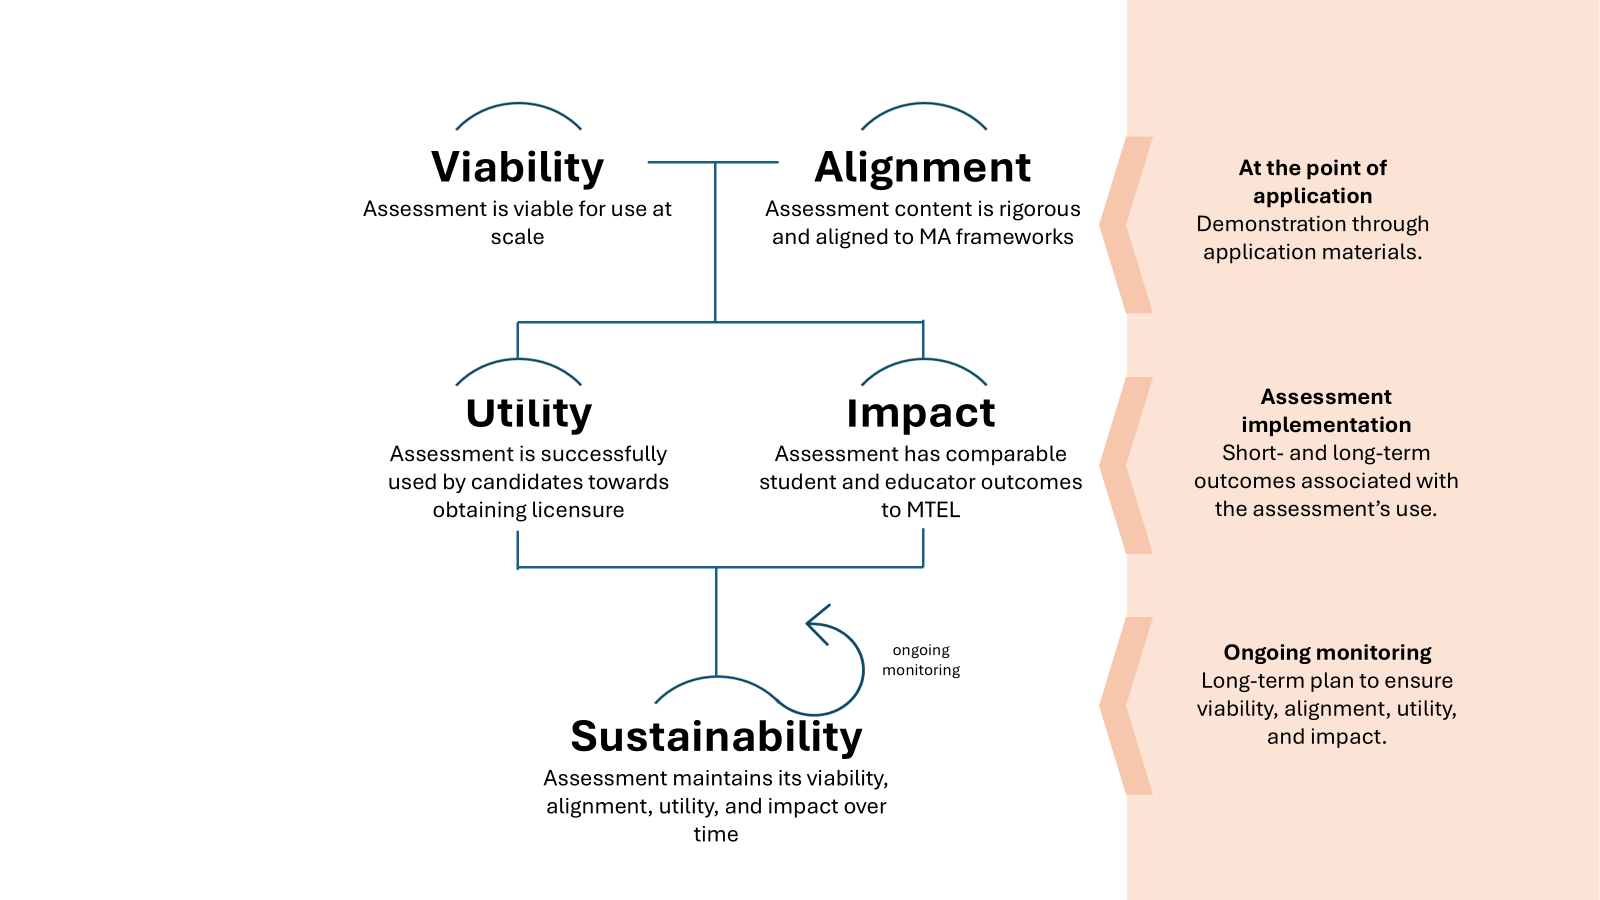 Viability
Assessment is viable for use at
scale
Alignment
Assessment content is rigorous
and aligned to MA frameworks
At the point of
application
Demonstration through
application materials.
Utility
Assessment is successfully
used by candidates towards
obtaining licensure
Impact
Assessment has comparable
student and educator outcomes
to MTEL
Assessment
implementation
Short- and long-term
outcomes associated with
the assessment’s use.
ongoing
monitoring
Sustainability
Assessment maintains its viability,
alignment, utility, and impact over
time
Ongoing monitoring
Long-term plan to ensure
viability, alignment, utility,
and impact.